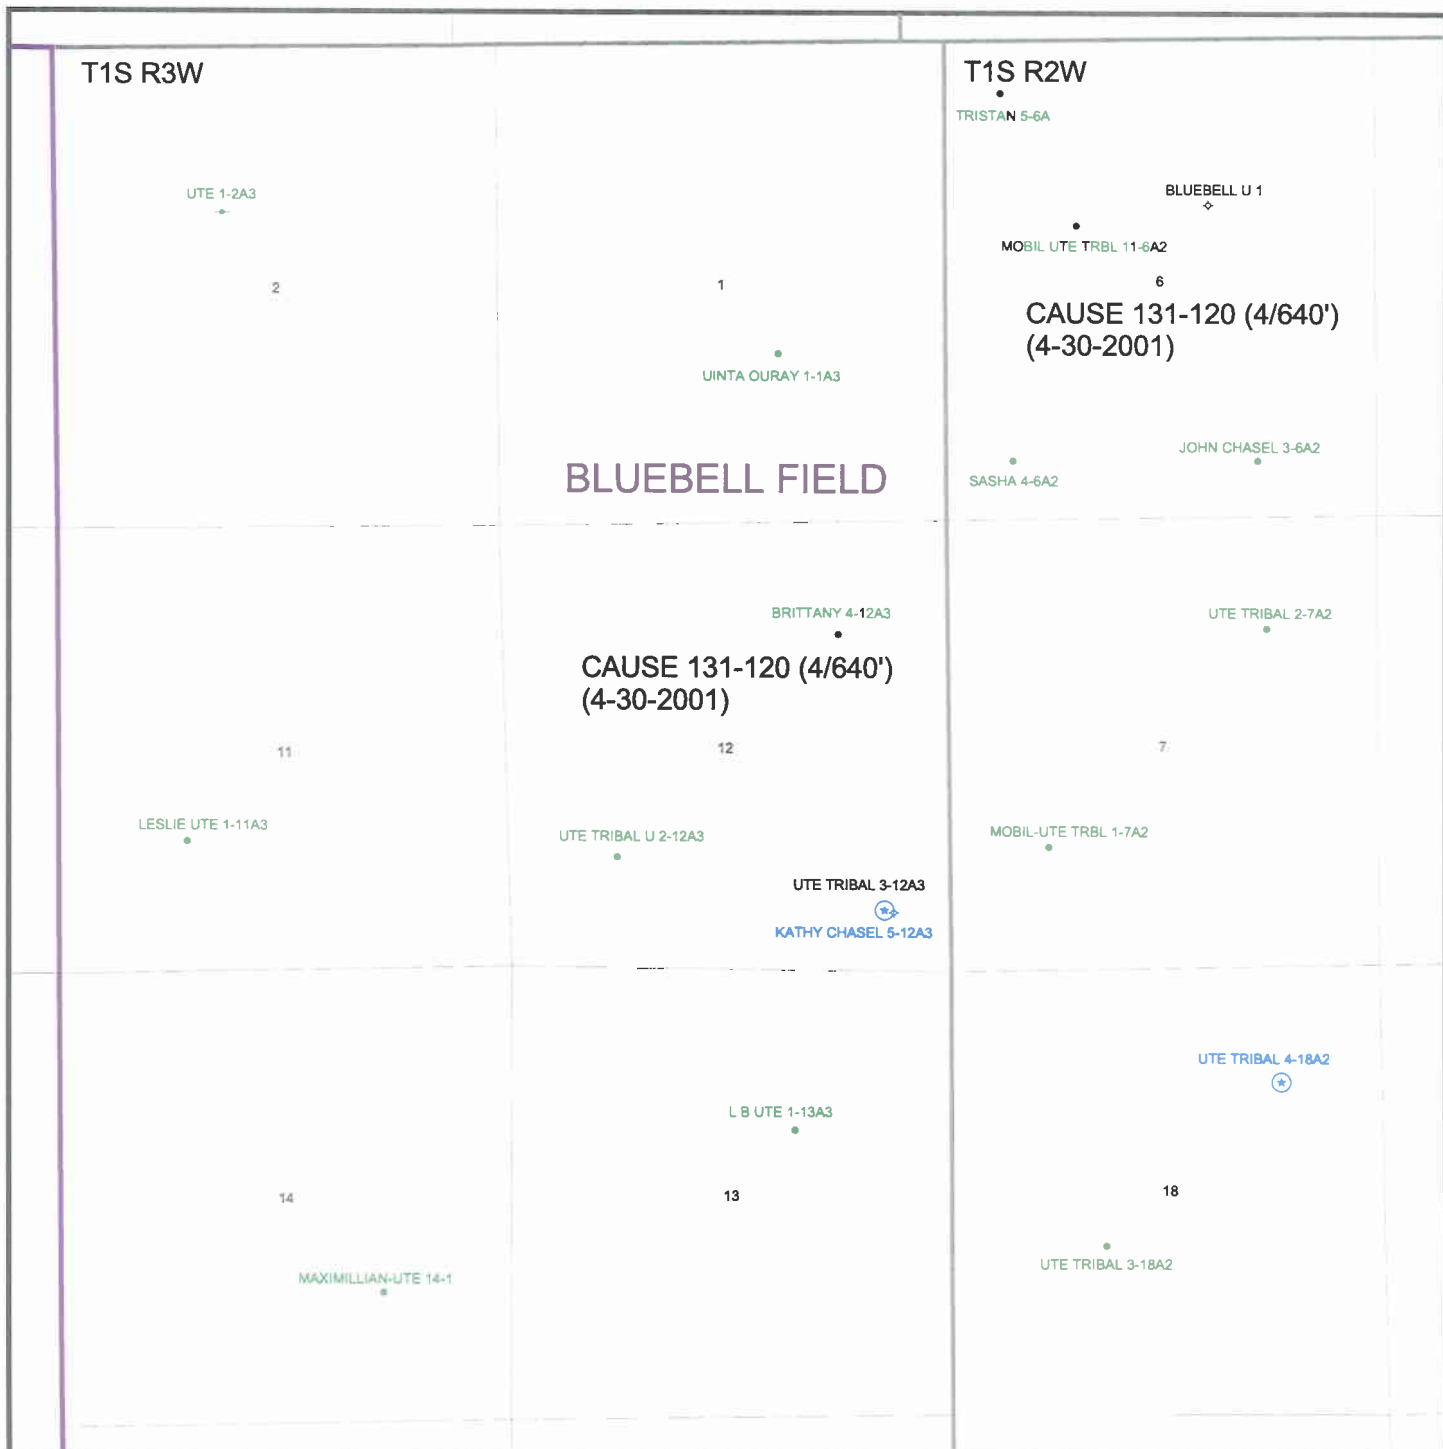 T1S R3W
T1S R2W
TRISTAN 5-6A
UTE 1-2A3
BLUEBELL U 1
MOBIL UTE TRBL 11-6A2
2
1
6
CAUSE 131-120 (4/640')
(4-30-2001)
UINTA OURAY 1-1A3
BLUEBELL FIELD
JOHN CHASEL 3-6A2
SASHA 4-6A2
BRITTANY 4-12A3
UTE TRIBAL 2-7A2
CAUSE 131-120 (4/640')
(4-30-2001)
11
12
7
LESLIE UTE 1-11A3
UTE TRIBAL U 2-12A3
MOBIL-UTE TRBL 1-7A2
UTE TRIBAL 3-12A3
KATHY CHASEL 5-12A3
UTE TRIBAL 4-18A2
L B UTE 1-13A3
14
13
18
UTE TRIBAL 3-18A2
MAXIMILLIAN-UTE 14-1